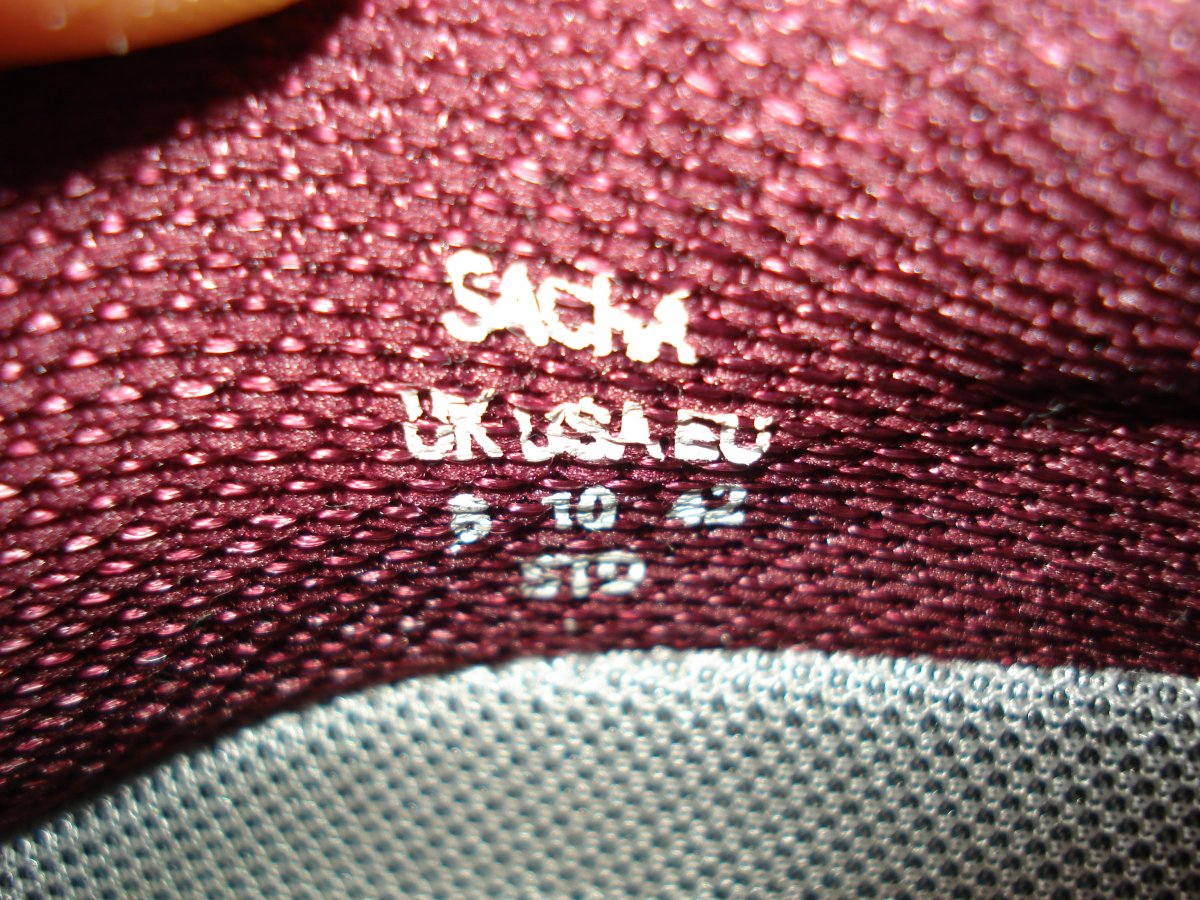 SACHA
UK USA EU
8 10 42
STD